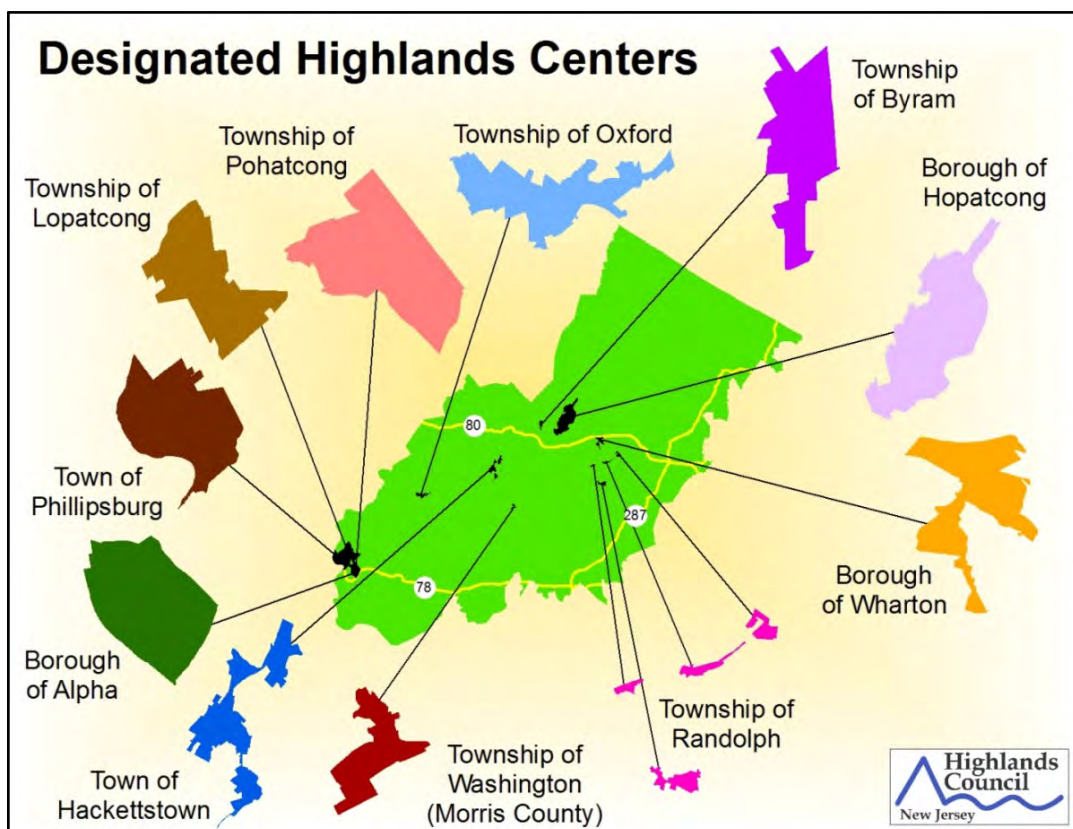 Designated Highlands Centers
Township
of Byram
Township of
Pohatcong
Township of Oxford
Township of
Lopatcong
Borough of
Hopatcong
80
Town of
Phillipsburg
287
78
Borough
of Wharton
Borough
of Alpha
Township of
Randolph
Town of
Hackettstown
Township of
Washington
(Morris County)
Highlands
Council
New Jersey